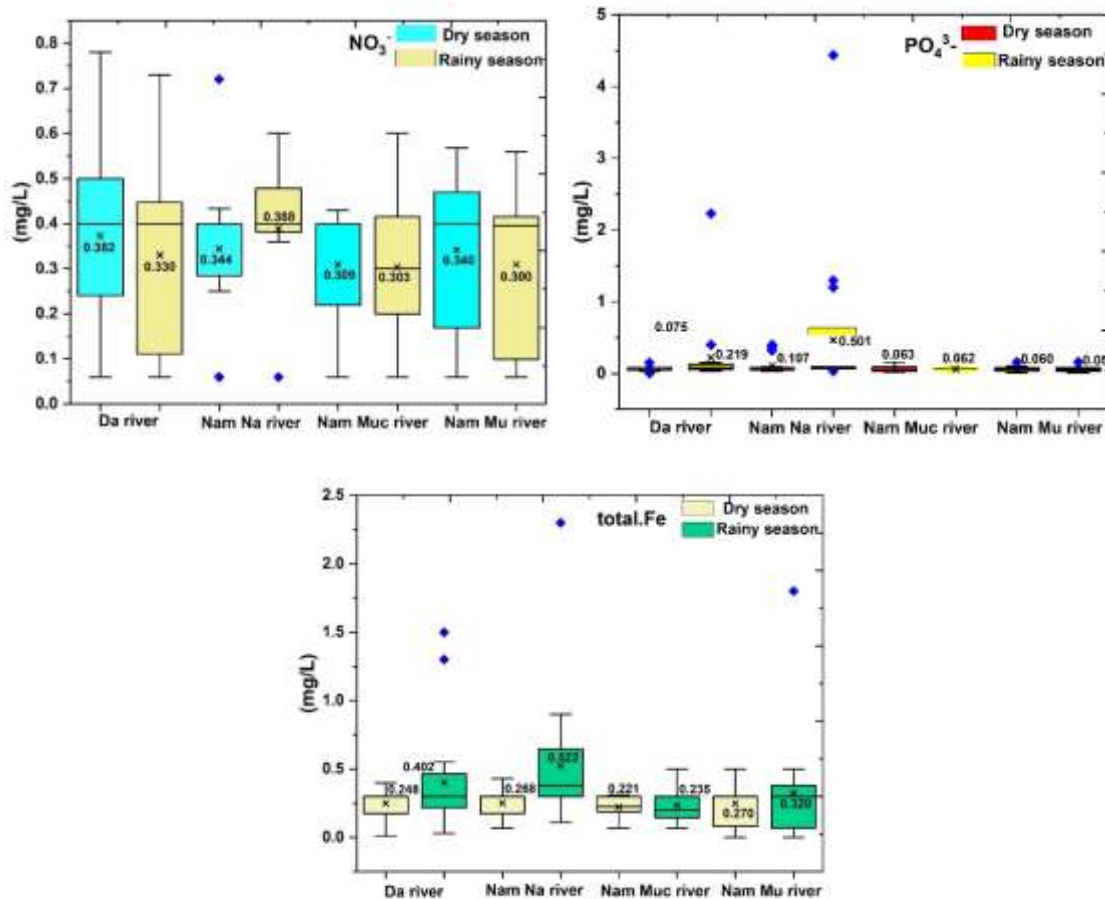 NO3-
Dry season
Rainy season
(mg/L)
0.8
0.7
0.6
0.5
0.4
0.3
0.2
0.1
0.0
0.382
0.330
0.344
0.388
0.309
0.303
0.340
0.300
Da river
Nam Na river
Nam Muc river
Nam Mu river
PO4 3-
Dry season
Rainy season
(mg/L)
5
4
3
2
1
0
0.075
0.219
0.107
0.501
0.063
0.062
0.060
Da river
Nam Na river
Nam Muc river
Nam Mu river
total.Fe
Dry season
Rainy season
(mg/L)
2.5
2.0
1.5
1.0
0.5
0.0
0.248
0.402
0.268
0.522
0.221
0.235
0.270
0.320
Da river
Nam Na river
Nam Muc river
Nam Mu river